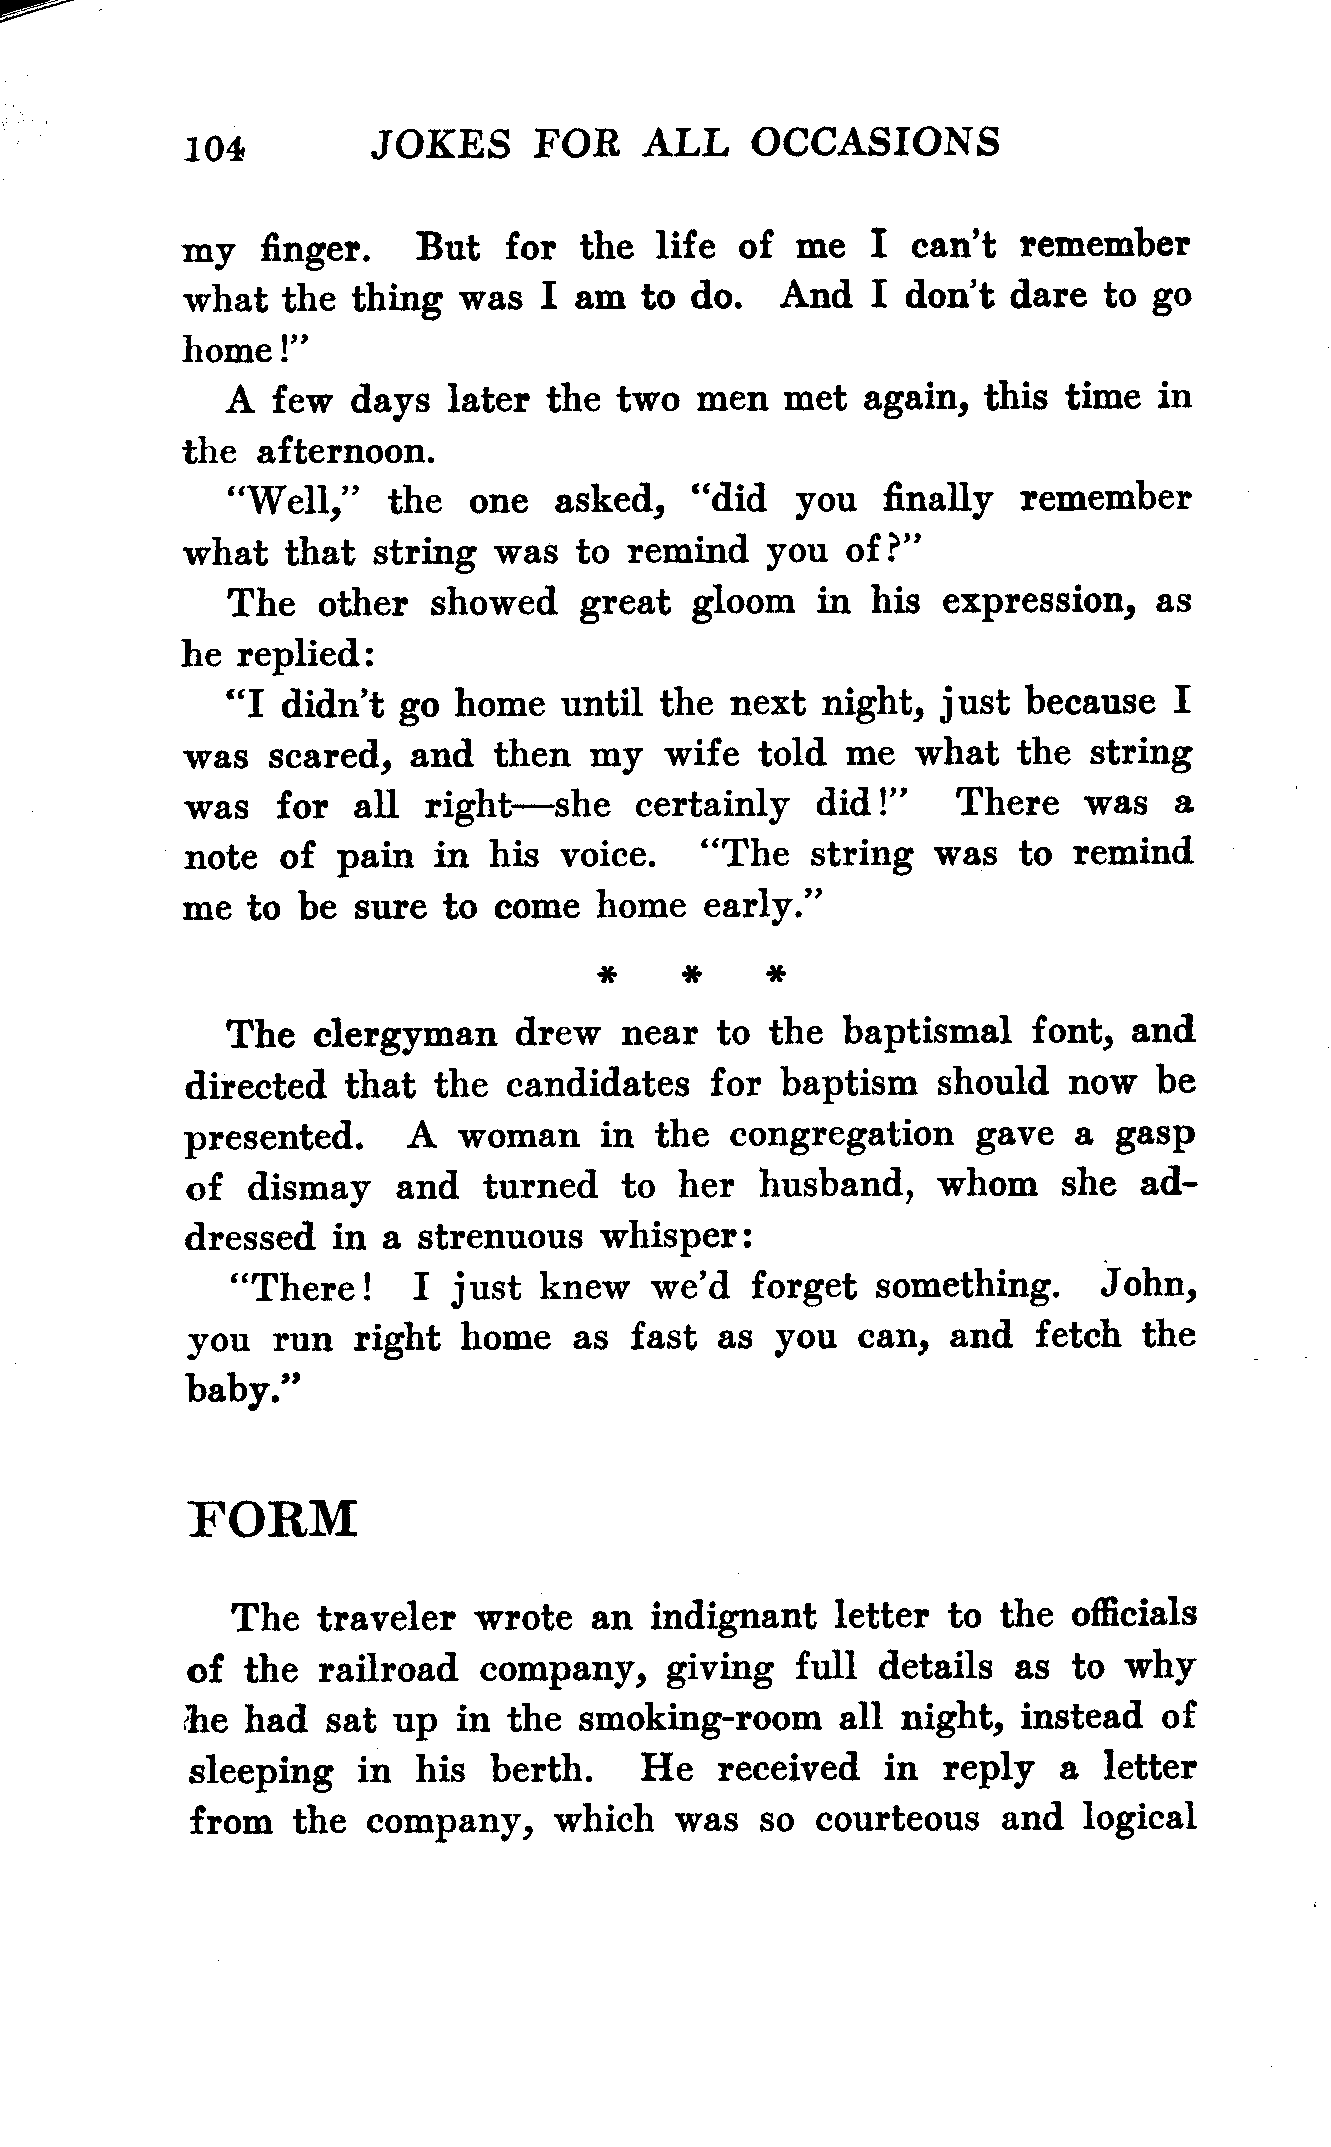 104 JOKES FOR ALL OCCASIONS
my finger. But for the life of me I can't remember
what the thing was I am to do. And I don't dare to go
home!"
A few days later the two men met again, this time in
the afternoon.
"Well," the one asked, "did you finally remember
what that string was to remind you of?"
The other showed great gloom in his expression, as
he replied:
"I didn't go home until the next night, just because I
was scared, and then my wife told me what the string
was for all right—she certainly did!" There was a
note of pain in his voice. "The string was to remind
me to be sure to come home early."
* * *
The clergyman drew near to the baptismal font, and
directed that the candidates for baptism should now be
presented. A woman in the congregation gave a gasp
of dismay and turned to her husband, whom she ad-
dressed in a strenuous whisper:
"There! I just knew we'd forget something. John,
you run right home as fast as you can, and fetch the
baby."
FORM
The traveler wrote an indignant letter to the officials
of the railroad company, giving full details as to why
he had sat up in the smoking-room all night, instead of
sleeping in his berth. He received in reply a letter
from the company, which was so courteous and logical